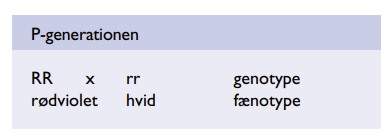 P-generationen
RR x rr genotype
rødviolet hvid fænotype